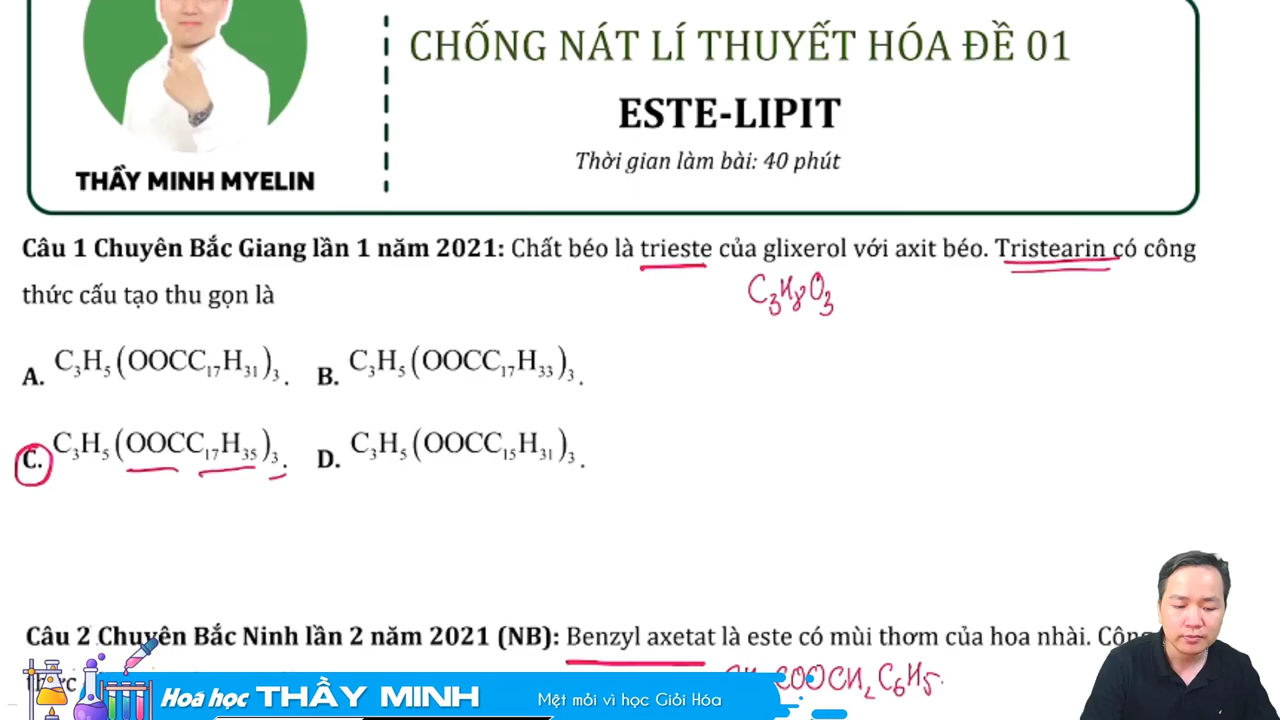 CHỐNG NÁT LÍ THUYẾT HÓA ĐỀ 01
ESTE-LIPIT
Thời gian làm bài: 40 phút
THẦY MINH MYELIN
Câu 1 Chuyên Bắc Giang lần 1 năm 2021: Chất béo là trieste của glixerol với axit béo. Tristearin có công
thức cấu tạo thu gọn là
C₃H₈O₃
A. C₃H₅(OOCC₁₇H₃₁)₃. B. C₃H₅(OOCC₁₇H₃₃)₃.
C. C₃H₅(OOCC₁₇H₃₅)₃. D. C₃H₅(OOCC₁₅H₃₁)₃.
Câu 2 Chuyên Bắc Ninh lần 2 năm 2021 (NB): Benzyl axetat là este có mùi thơm của hoa nhài.
COOCH₂C₆H₅.
Hoá học THẦY MINH
Mệt mỏi vì học Giỏi Hóa